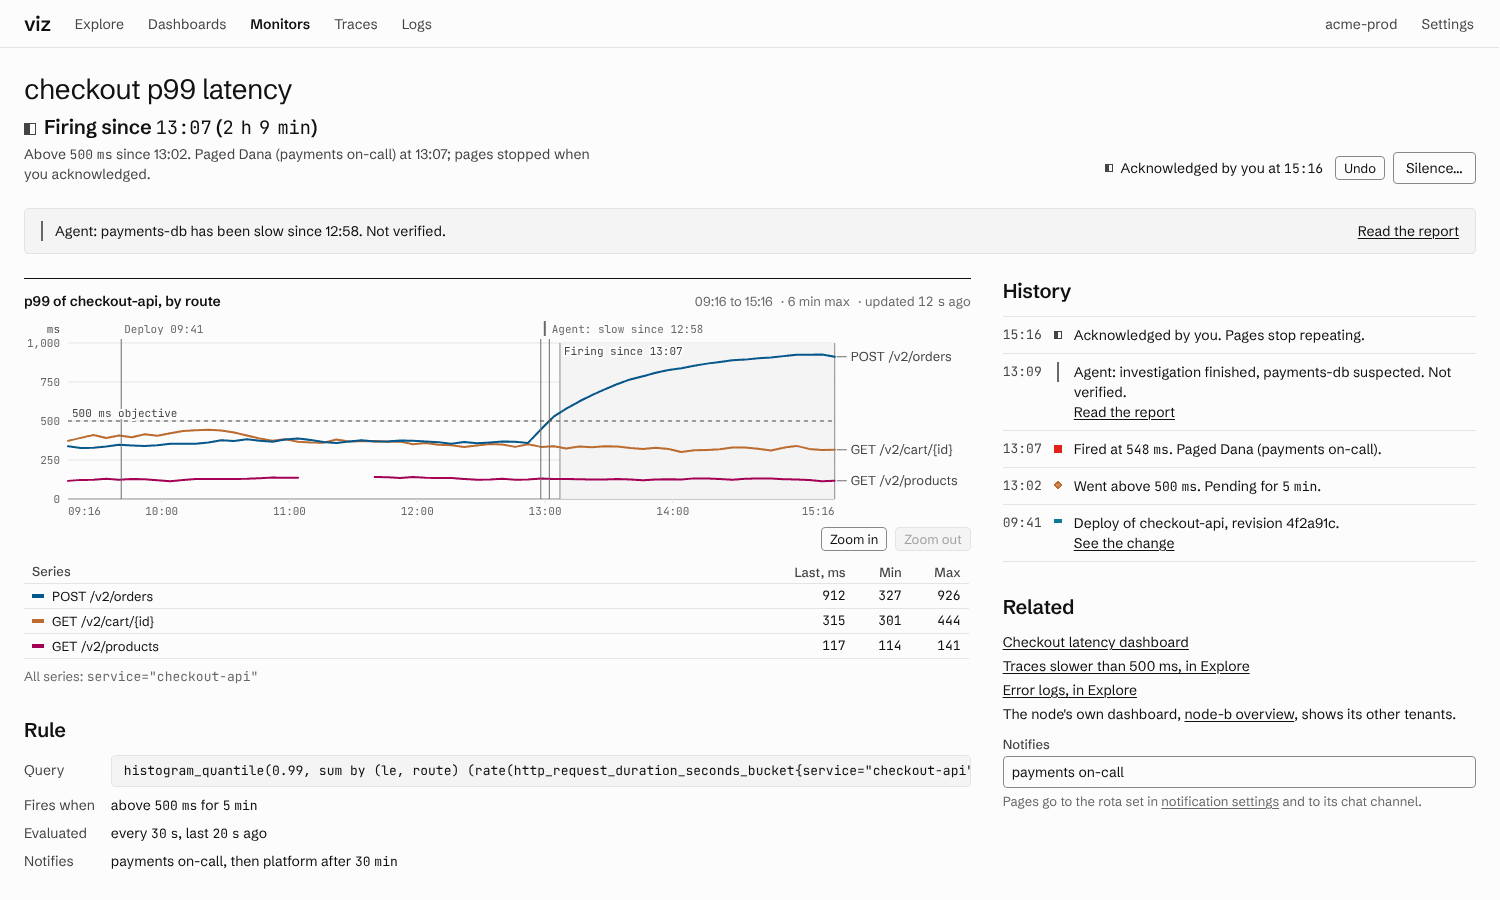 viz Explore Dashboards Monitors Traces Logs acme-prod Settings
checkout p99 latency
Firing since 13:07 (2 h 9 min)
Above 500 ms since 13:02. Paged Dana (payments on-call) at 13:07; pages stopped when
you acknowledged.
Acknowledged by you at 15:16 Undo Silence...
Agent: payments-db has been slow since 12:58. Not verified. Read the report
p99 of checkout-api, by route 09:16 to 15:16 · 6 min max · updated 12 s ago
ms Deploy 09:41 Agent: slow since 12:58
1,000 Firing since 13:07 POST /v2/orders
750
500 ms objective
500
GET /v2/cart/{id}
250
GET /v2/products
0
09:16 10:00 11:00 12:00 13:00 14:00 15:16
Zoom in Zoom out
Series Last, ms Min Max
POST /v2/orders 912 327 926
GET /v2/cart/{id} 315 301 444
GET /v2/products 117 114 141
All series: service="checkout-api"
Rule
Query histogram_quantile(0.99, sum by (le, route) (rate(http_request_duration_seconds_bucket{service="checkout-api"
Fires when above 500 ms for 5 min
Evaluated every 30 s, last 20 s ago
Notifies payments on-call, then platform after 30 min
History
15:16 Acknowledged by you. Pages stop repeating.
13:09 Agent: investigation finished, payments-db suspected. Not
verified.
Read the report
13:07 Fired at 548 ms. Paged Dana (payments on-call).
13:02 Went above 500 ms. Pending for 5 min.
09:41 Deploy of checkout-api, revision 4f2a91c.
See the change
Related
Checkout latency dashboard
Traces slower than 500 ms, in Explore
Error logs, in Explore
The node's own dashboard, node-b overview, shows its other tenants.
Notifies
payments on-call
Pages go to the rota set in notification settings and to its chat channel.